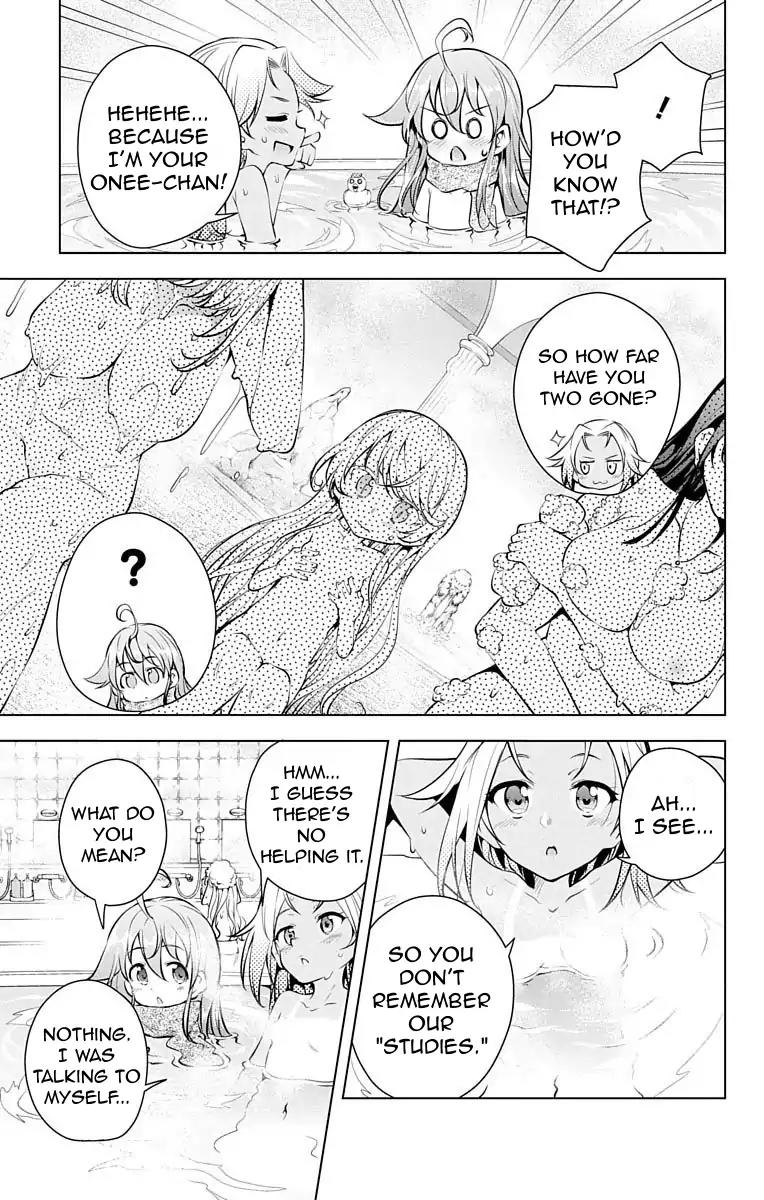 !
HOW'D
YOU
KNOW
THAT!?
HEHEHE...
BECAUSE
I'M YOUR
ONEE-CHAN!
SO HOW FAR
HAVE YOU
TWO GONE?
?
AH...
I SEE...
SO YOU
DON'T
REMEMBER
OUR
"STUDIES."
HMM...
I GUESS
THERE'S
NO
HELPING IT.
WHAT DO
YOU
MEAN?
NOTHING.
I WAS
TALKING TO
MYSELF...